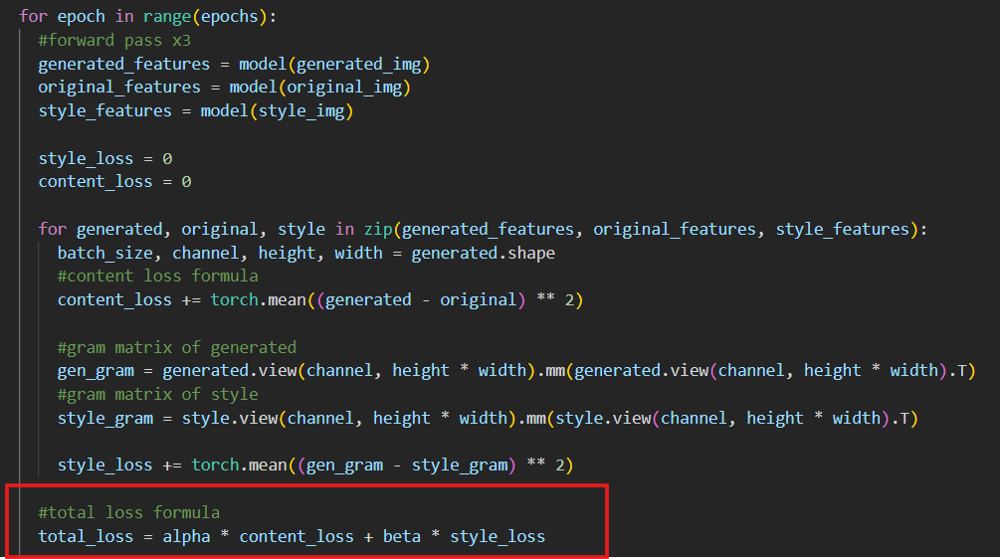 for epoch in range(epochs):
#forward pass x3
generated_features = model(generated_img)
original_features = model(original_img)
style_features = model(style_img)
style_loss = 0
content_loss = 0
for generated, original, style in zip(generated_features, original_features, style_features):
batch_size, channel, height, width = generated.shape
#content loss formula
content_loss += torch.mean((generated - original) ** 2)
#gram matrix of generated
gen_gram = generated.view(channel, height * width).mm(generated.view(channel, height * width).T)
#gram matrix of style
style_gram = style.view(channel, height * width).mm(style.view(channel, height * width).T)
style_loss += torch.mean((gen_gram - style_gram) ** 2)
#total loss formula
total_loss = alpha * content_loss + beta * style_loss